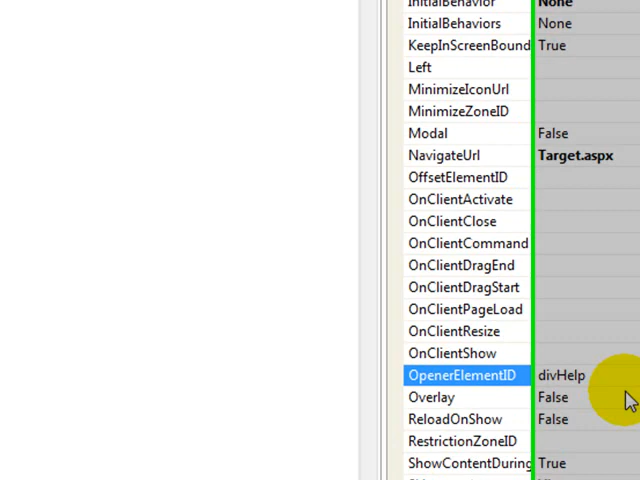 InitialBehavior None
InitialBehaviors None
KeepInScreenBound True
Left
MinimizeIconUrl
MinimizeZoneID
Modal False
NavigateUrl Target.aspx
OffsetElementID
OnClientActivate
OnClientClose
OnClientCommand
OnClientDragEnd
OnClientDragStart
OnClientPageLoad
OnClientResize
OnClientShow
OpenerElementID divHelp
Overlay False
ReloadOnShow False
RestrictionZoneID
ShowContentDuring True